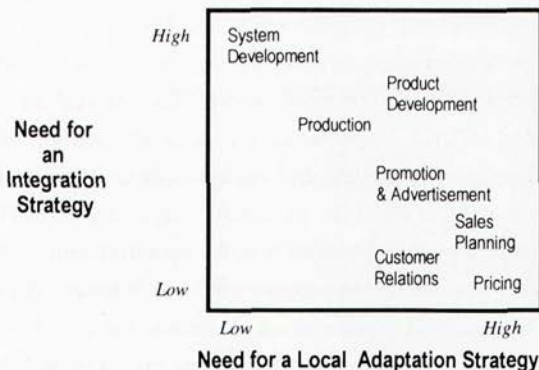 High
System
Development
Product
Development
Production
Need for
an
Integration
Strategy
Promotion
& Advertisement
Sales
Planning
Customer
Relations
Pricing
Low
Low
High
Need for a Local Adaptation Strategy